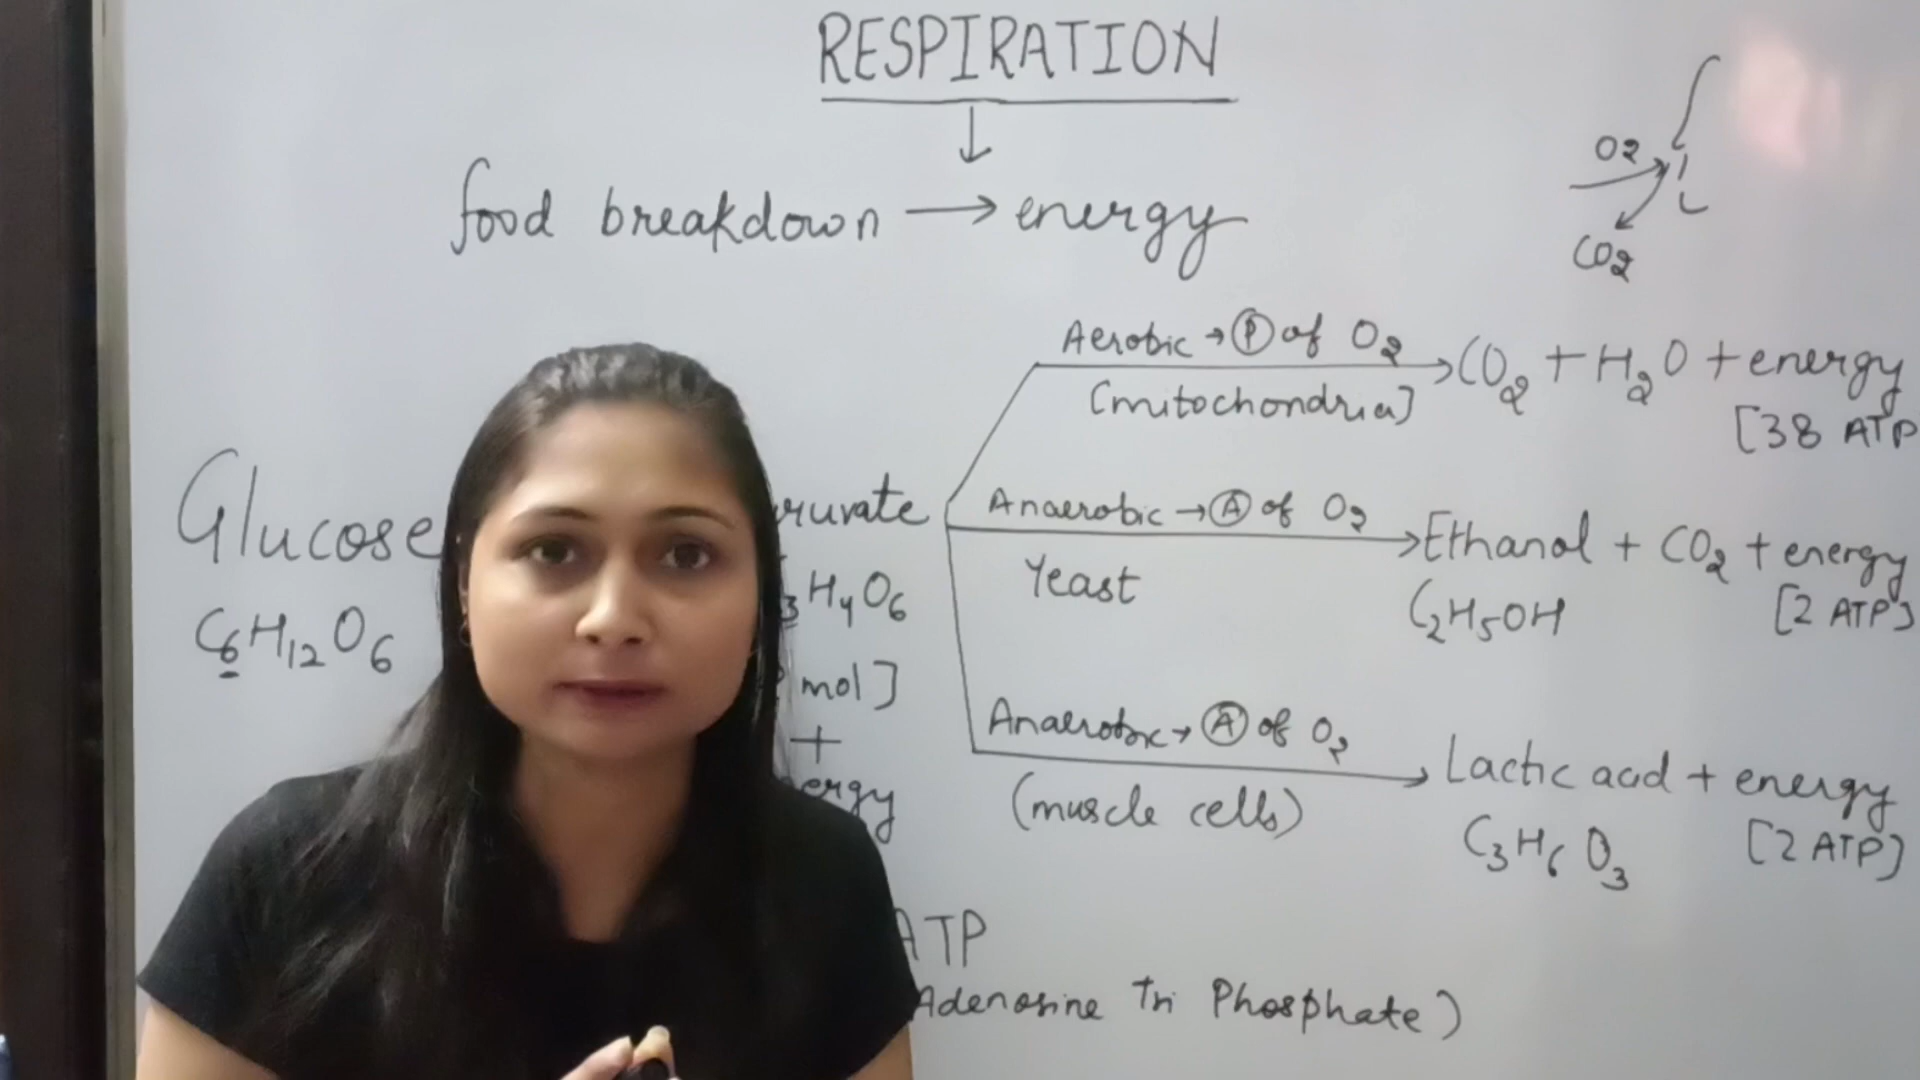 RESPIRATION
↓
food breakdown → energy
O2
CO2
Aerobic → (P) of O2 → CO2 + H2O + energy
[mitochondria]
[38 ATP
Glucose
Anaerobic → (A) of O2 → Ethanol + CO2 + energy
Yeast
C2H5OH
[2 ATP]
C6H12O6
H4O6
mol]
+
Anaerobic → (A) of O2 → Lactic acid + energy
(muscle cells)
C3H6O3
[2 ATP]
ATP
Adenosine Tri Phosphate)